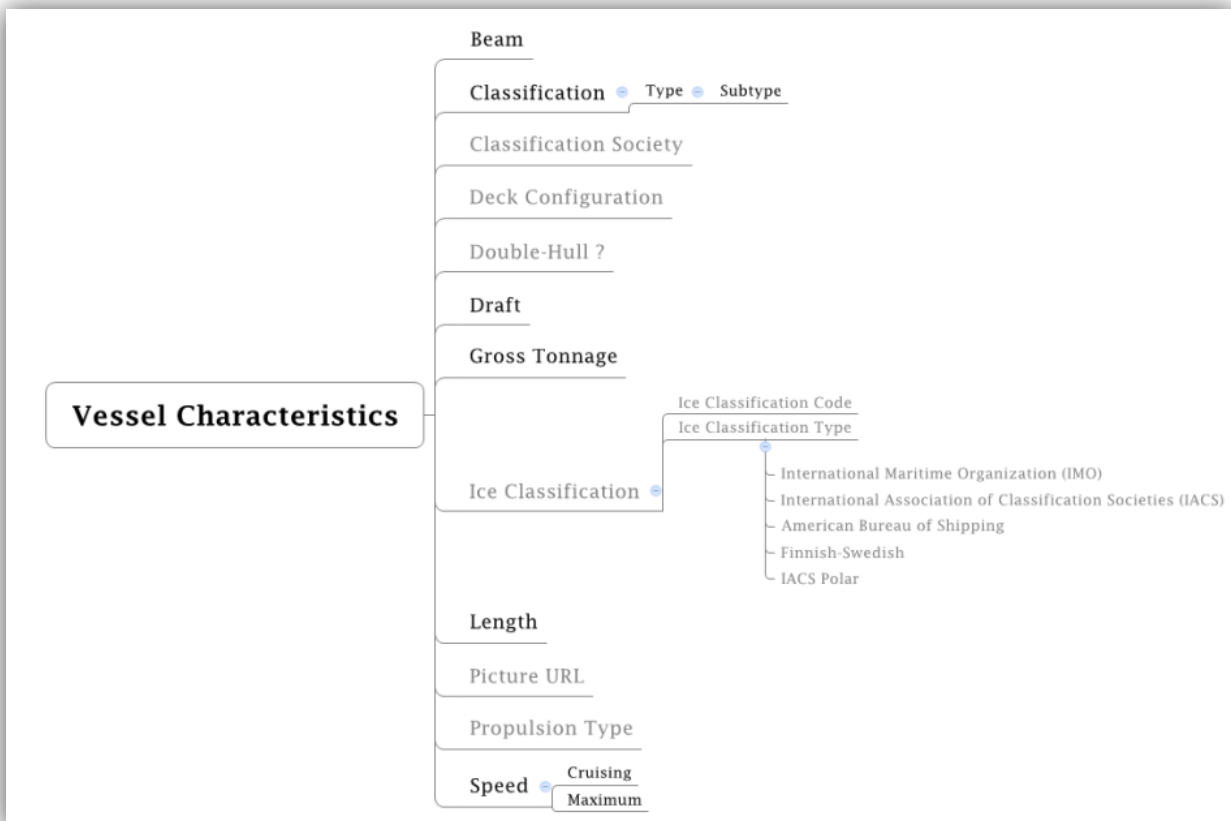 Beam
Classification
Type
Subtype
Classification Society
Deck Configuration
Double-Hull ?
Draft
Gross Tonnage
Vessel Characteristics
Ice Classification
Ice Classification Code
Ice Classification Type
International Maritime Organization (IMO)
International Association of Classification Societies (IACS)
American Bureau of Shipping
Finnish-Swedish
IACS Polar
Length
Picture URL
Propulsion Type
Speed
Cruising
Maximum